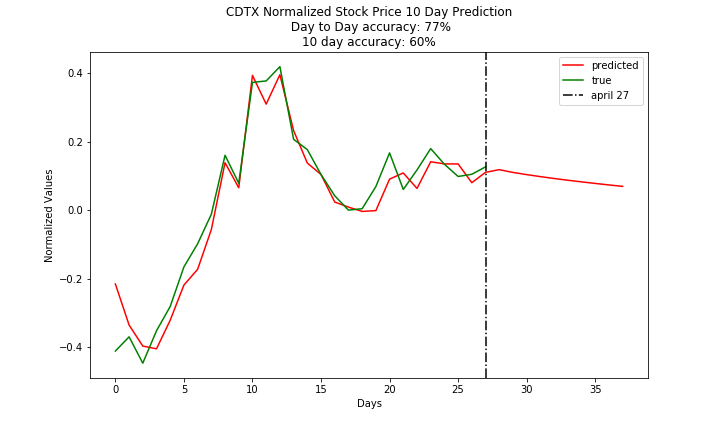 CDTX Normalized Stock Price 10 Day Prediction
Day to Day accuracy: 77%
10 day accuracy: 60%
predicted
true
april 27
0.4
0.2
0.0
−0.2
−0.4
Normalized Values
0 5 10 15 20 25 30 35
Days